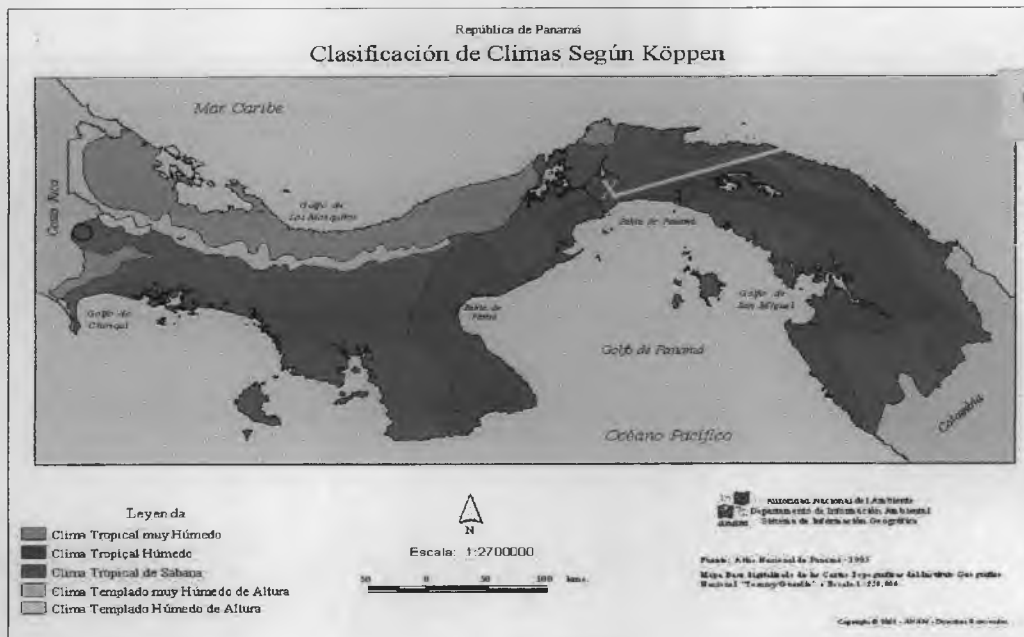 República de Panamá
Clasificación de Climas Según Köppen
Mar Caribe
Costa Rica
Golfo de
Los Mosquitos
Bahía de Panamá
Golfo de
Chiriquí
Bahía de
Golfo de
San Miguel
Golfo de Panamá
Océano Pacífico
Colombia
Leyenda
Clima Tropical muy Húmedo
Clima Tropical Húmedo
Clima Tropical de Sabana
Clima Templado muy Húmedo de Altura
Clima Templado Húmedo de Altura
N
Escala: 1:2700000
50 0 50 100 kms.
Autoridad Nacional del Ambiente
Departamento de Información Ambiental
Sistema de Información Geográfica
Nacional de Panamá - 1995